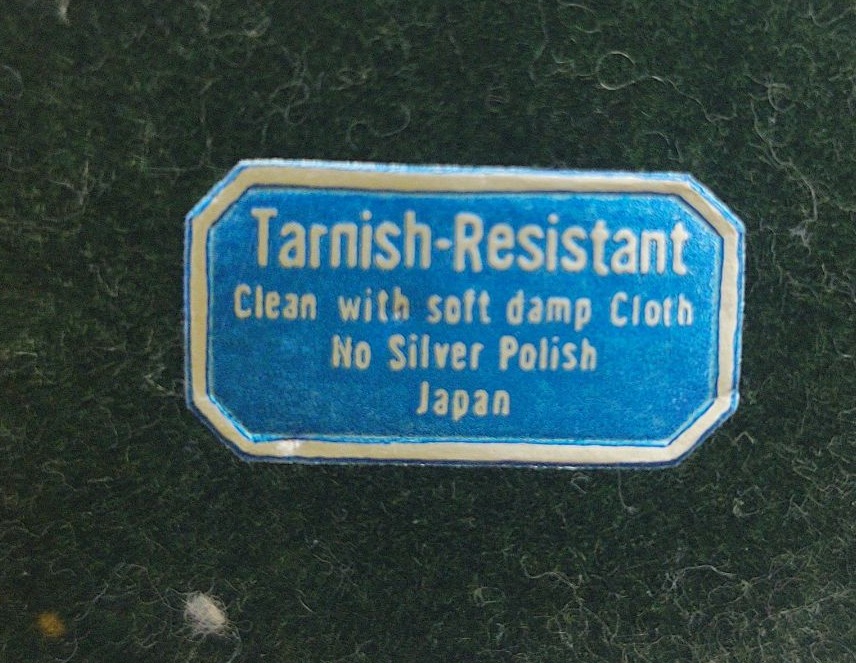 Tarnish-Resistant
Clean with soft damp Cloth
No Silver Polish
Japan